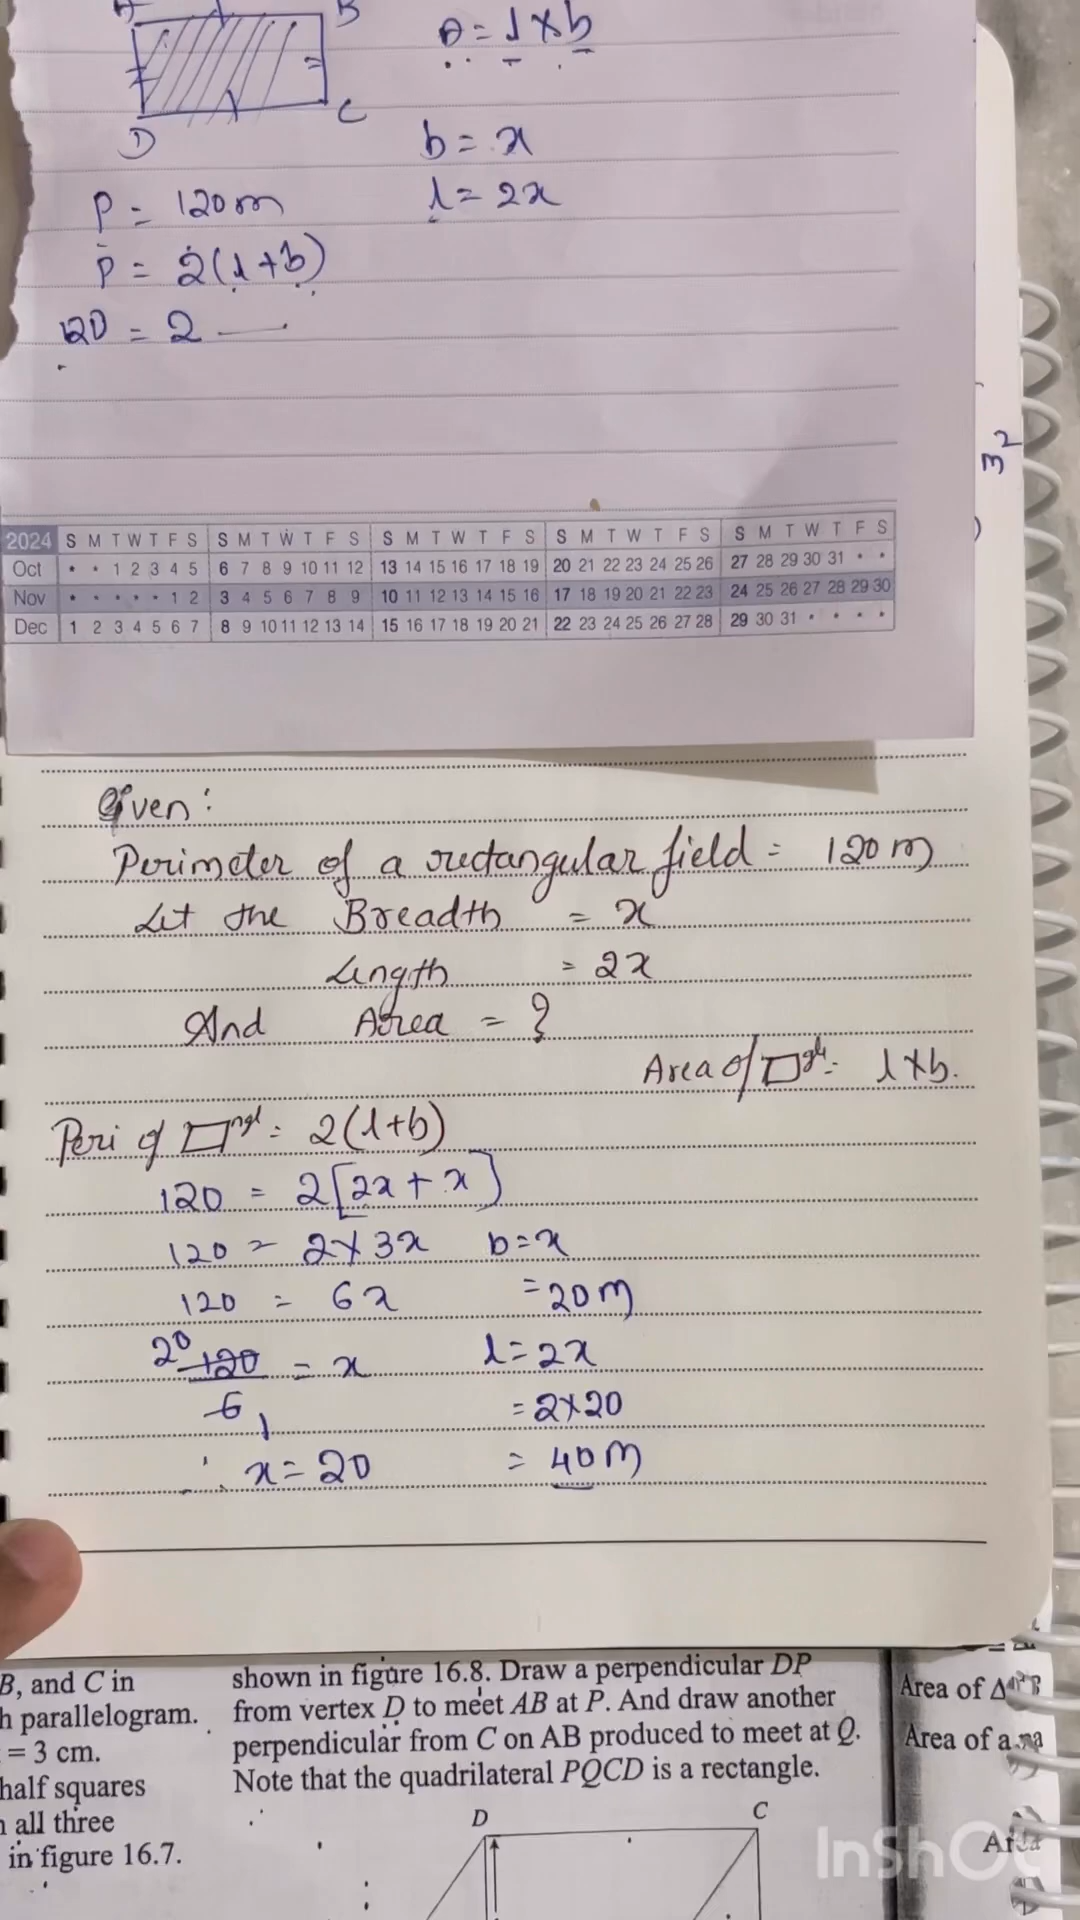 A B
A = l × b
D C
b = x
P = 120 m
l = 2x
P = 2(l + b)
120 = 2
32
2024 S M T W T F S S M T W T F S S M T W T F S S M T W T F S S M T W T F S
Oct • • 1 2 3 4 5 6 7 8 9 10 11 12 13 14 15 16 17 18 19 20 21 22 23 24 25 26 27 28 29 30 31 • •
Nov • • • • • 1 2 3 4 5 6 7 8 9 10 11 12 13 14 15 16 17 18 19 20 21 22 23 24 25 26 27 28 29 30
Dec 1 2 3 4 5 6 7 8 9 10 11 12 13 14 15 16 17 18 19 20 21 22 23 24 25 26 27 28 29 30 31 • • • •
Given:
Perimeter of a rectangular field = 120 m
Let the Breadth = x
Length = 2x
And Area = ?
Area of ▭gle = l × b.
Peri of ▭ngl = 2(l+b)
120 = 2[2x + x]
120 = 2 × 3x b = x
120 = 6x = 20 m
20 120 = x l = 2x
6 1 = 2×20
∴ x = 20 = 40 m
B, and C in
h parallelogram.
= 3 cm.
half squares
n all three
in figure 16.7.
shown in figure 16.8. Draw a perpendicular DP
from vertex D to meet AB at P. And draw another
perpendicular from C on AB produced to meet at Q.
Note that the quadrilateral PQCD is a rectangle.
D C
Area of Δ
Area of a
InShO